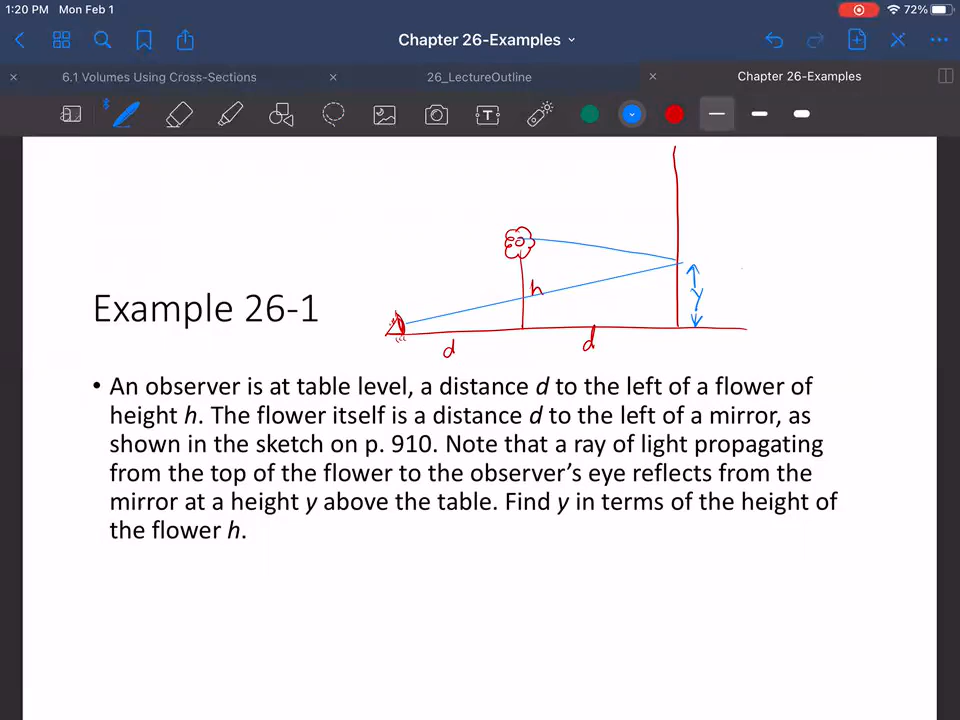 1:20 PM Mon Feb 1
72%
Chapter 26-Examples
6.1 Volumes Using Cross-Sections
26_LectureOutline
Chapter 26-Examples
T
h
y
d
d
Example 26-1
• An observer is at table level, a distance d to the left of a flower of
height h. The flower itself is a distance d to the left of a mirror, as
shown in the sketch on p. 910. Note that a ray of light propagating
from the top of the flower to the observer’s eye reflects from the
mirror at a height y above the table. Find y in terms of the height of
the flower h.